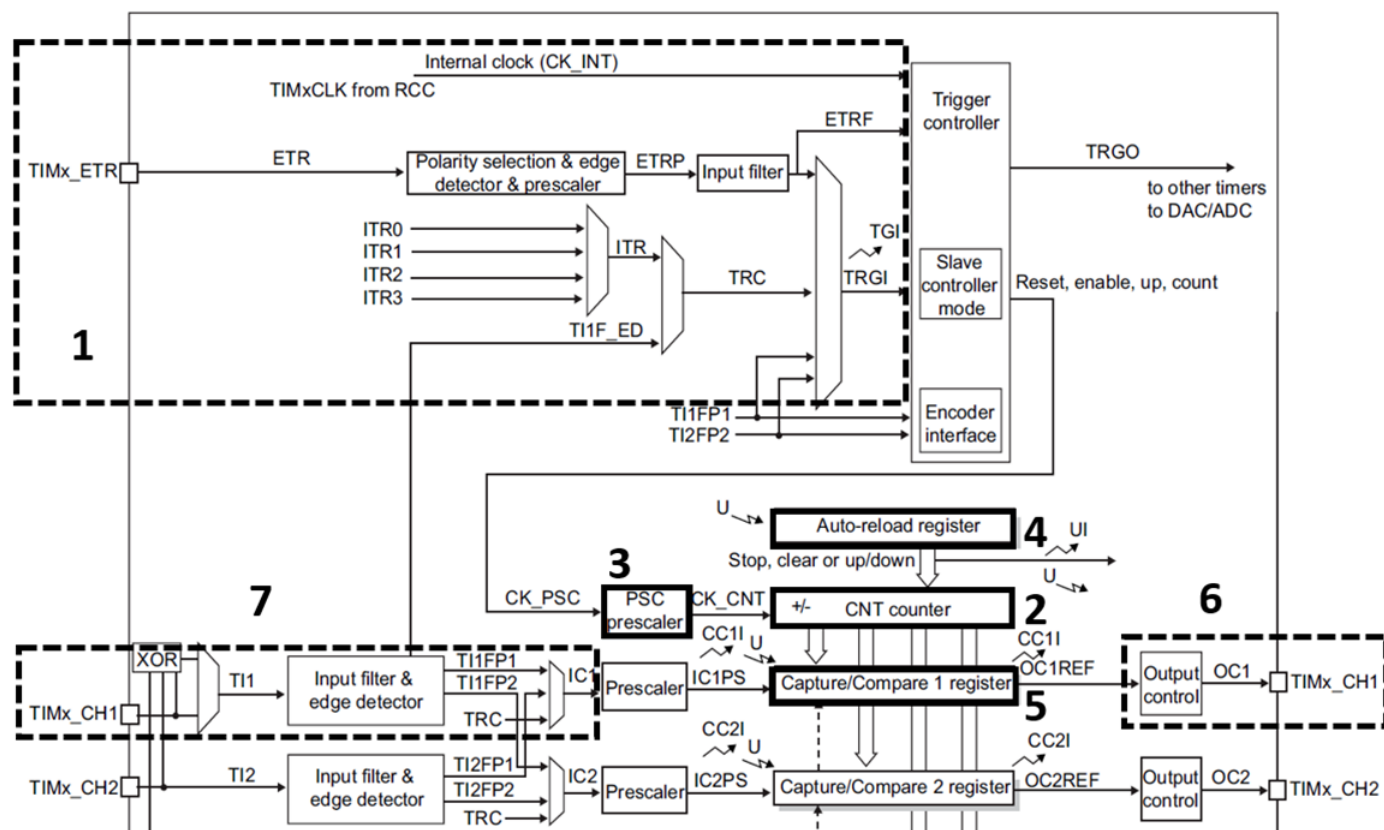 Internal clock (CK_INT)
TIMxCLK from RCC
Trigger
controller
ETRF
TIMx_ETR
ETR
Polarity selection & edge
detector & prescaler
ETRP
Input filter
TRGO
to other timers
to DAC/ADC
ITR0
ITR1
ITR2
ITR3
ITR
TRC
TGI
TRGI
Slave
controller
mode
Reset, enable, up, count
1
TI1F_ED
TI1FP1
TI2FP2
Encoder
interface
U
Auto-reload register
4
UI
Stop, clear or up/down
U
3
CK_PSC
PSC
prescaler
CK_CNT
+/-
CNT counter
2
7
6
XOR
TI1
Input filter &
edge detector
TI1FP1
TI1FP2
TRC
IC1
Prescaler
IC1PS
CC1I
U
Capture/Compare 1 register
CC1I
OC1REF
5
Output
control
OC1
TIMx_CH1
TIMx_CH1
TIMx_CH2
TI2
Input filter &
edge detector
TI2FP1
TI2FP2
TRC
IC2
Prescaler
IC2PS
CC2I
U
Capture/Compare 2 register
CC2I
OC2REF
Output
control
OC2
TIMx_CH2